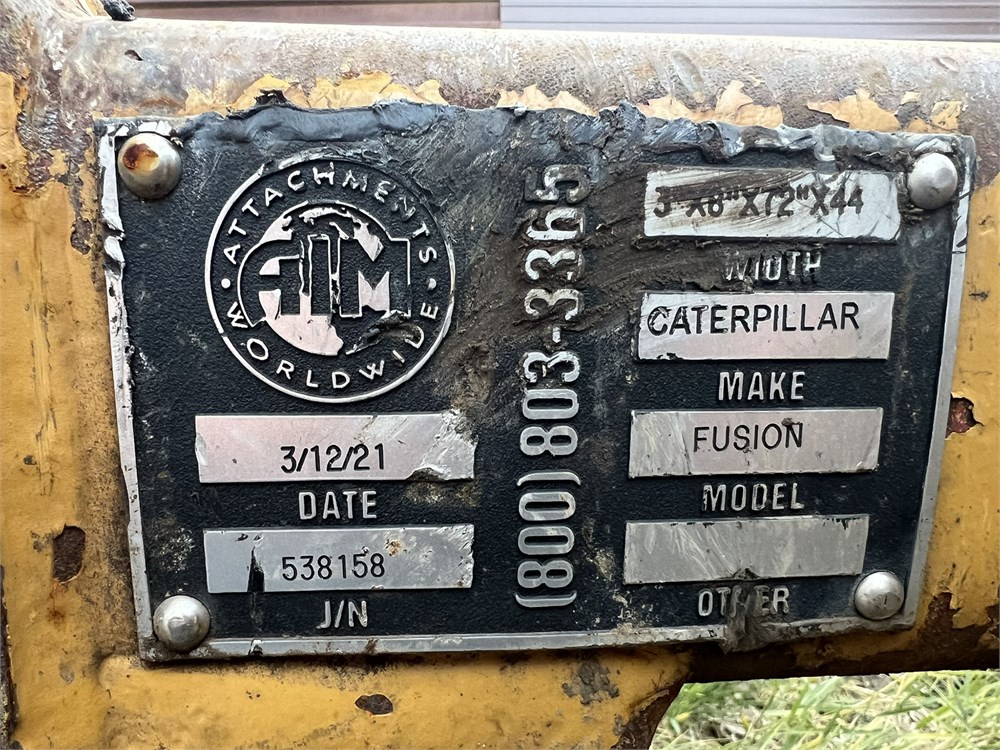 ATTACHMENTS
WORLDWIDE
3/12/21
DATE
538158
J/N
(800) 803-3365
3"X8"X72"X44
WIDTH
CATERPILLAR
MAKE
FUSION
MODEL
OTHER